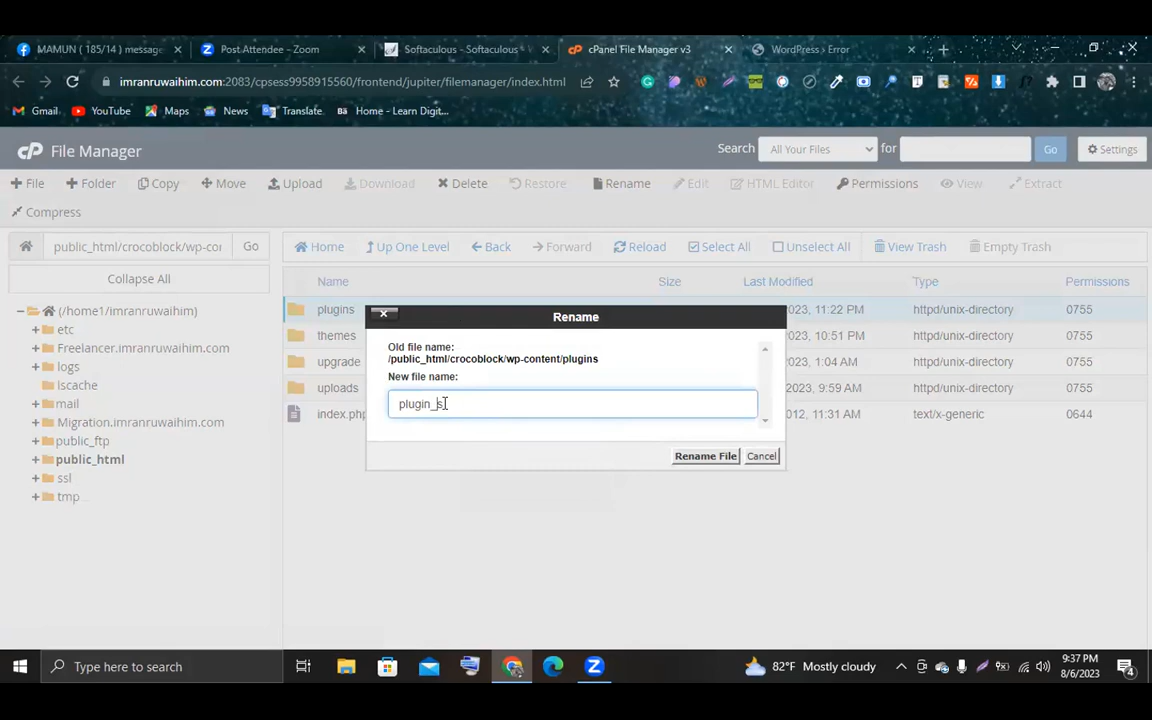 MAMUN ( 185/14 ) message
Post Attendee - Zoom
Softaculous - Softaculous - W
cPanel File Manager v3
WordPress › Error
imranruwaihim.com:2083/cpsess9958915560/frontend/jupiter/filemanager/index.html
Gmail
YouTube
Maps
News
Translate
Home - Learn Digit...
cP File Manager
Search
All Your Files
for
Go
Settings
File
Folder
Copy
Move
Upload
Download
Delete
Restore
Rename
Edit
HTML Editor
Permissions
View
Extract
Compress
public_html/crocoblock/wp-cor
Go
Home
Up One Level
Back
Forward
Reload
Select All
Unselect All
View Trash
Empty Trash
Collapse All
Name
Size
Last Modified
Type
Permissions
(/home1/imranruwaihim)
etc
Freelancer.imranruwaihim.com
logs
lscache
mail
Migration.imranruwaihim.com
public_ftp
public_html
ssl
tmp
plugins
2023, 11:22 PM
httpd/unix-directory
0755
themes
2023, 10:51 PM
httpd/unix-directory
0755
upgrade
2023, 1:04 AM
httpd/unix-directory
0755
uploads
2023, 9:59 AM
httpd/unix-directory
0755
index.php
012, 11:31 AM
text/x-generic
0644
Rename
Old file name:
/public_html/crocoblock/wp-content/plugins
New file name:
plugin_s
Rename File
Cancel
Type here to search
82°F Mostly cloudy
9:37 PM
8/6/2023
4